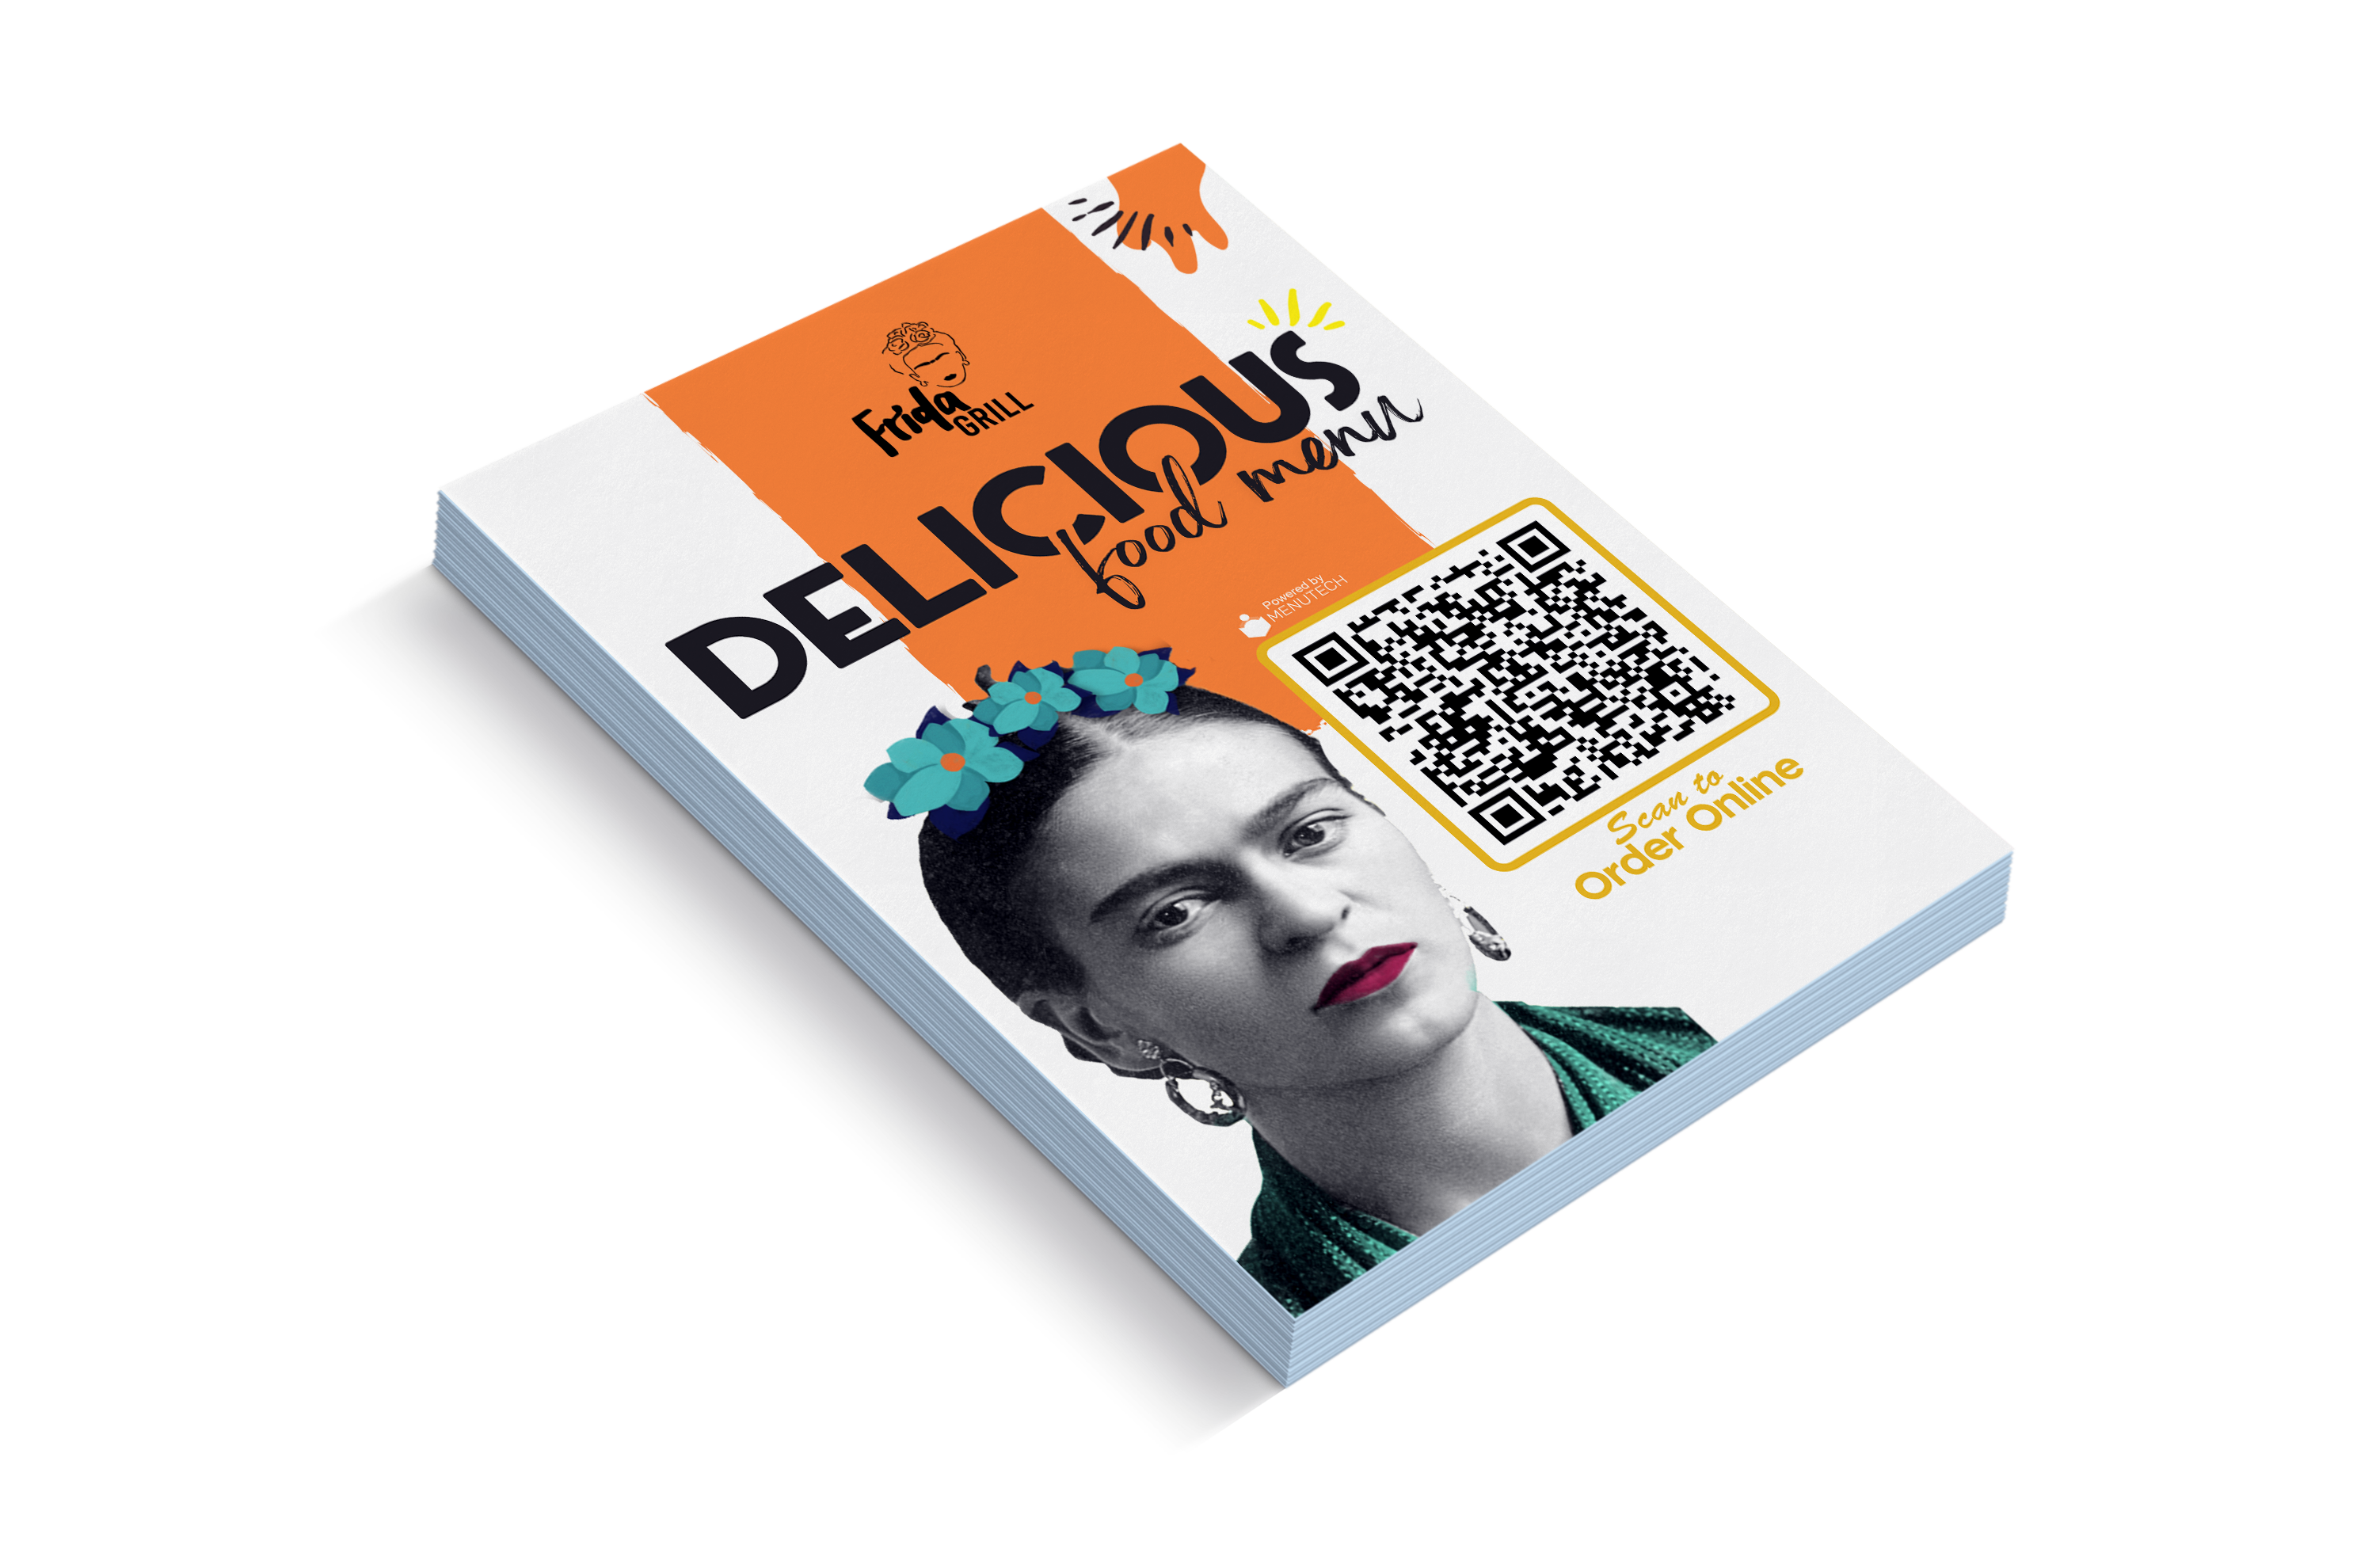 Frida
GRILL
DELICIOUS
food menu
Powered by
MENUTECH
Scan to
Order Online